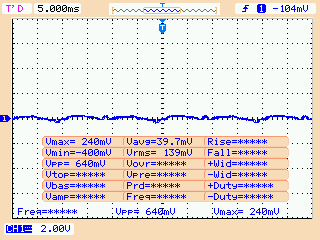 T'D 5.000ms T 1 -104mV
T
1
Vmax= 240mV Vavg=39.7mV Rise=*****
Vmin=-400mV Vrms= 139mV Fall=*****
Vpp= 640mV Vovr=***** +Wid=*****
Vtop=***** Vpre=***** -Wid=*****
Vbas=***** Prd=***** +Duty=*****
Vamp=***** Freq=***** -Duty=*****
Freq=***** Vpp= 640mV Vmax= 240mV
CH1 2.00V